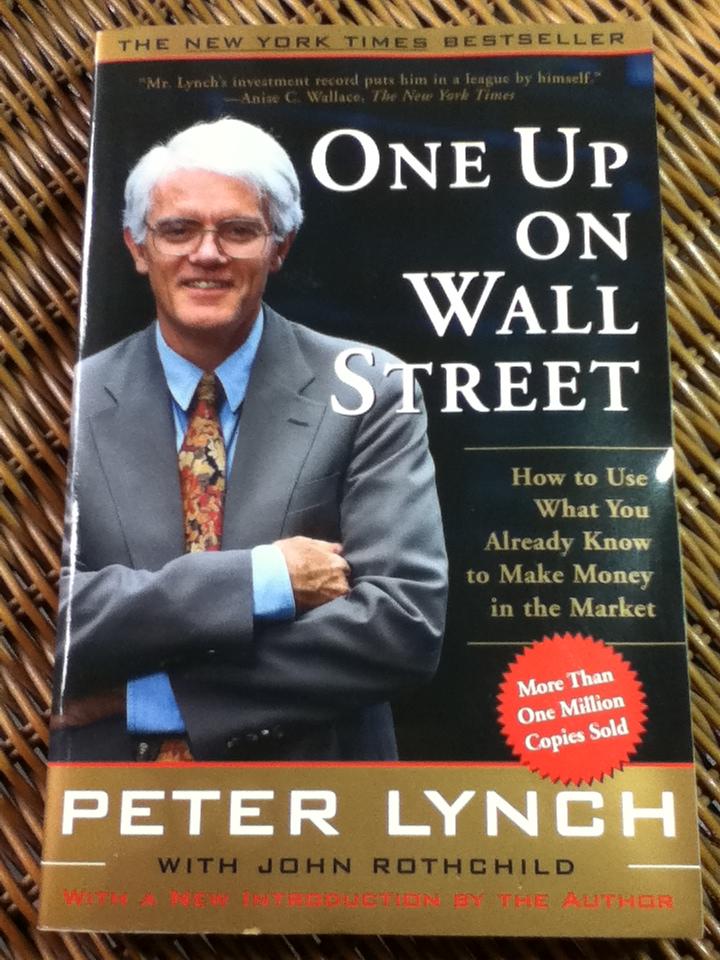 THE NEW YORK TIMES BESTSELLER
"Mr. Lynch's investment record puts him in a league by himself."
—Anise C. Wallace, The New York Times
ONE UP
ON
WALL
STREET
How to Use
What You
Already Know
to Make Money
in the Market
More Than
One Million
Copies Sold
PETER LYNCH
WITH JOHN ROTHCHILD
WITH A NEW INTRODUCTION BY THE AUTHOR